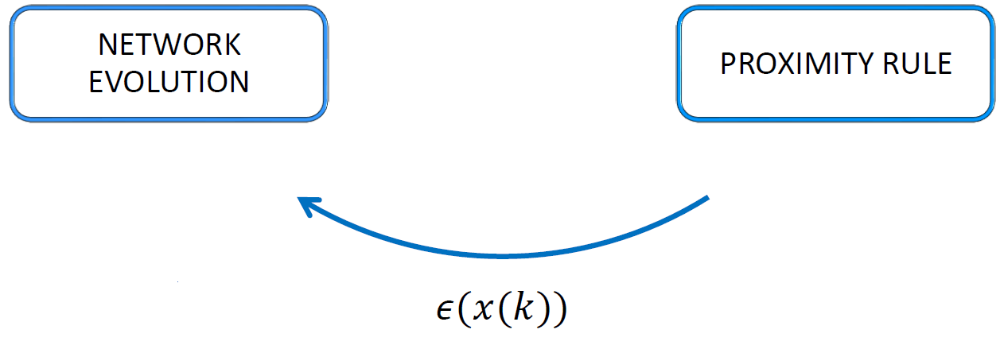 NETWORK
EVOLUTION
PROXIMITY RULE
ϵ(x(k))